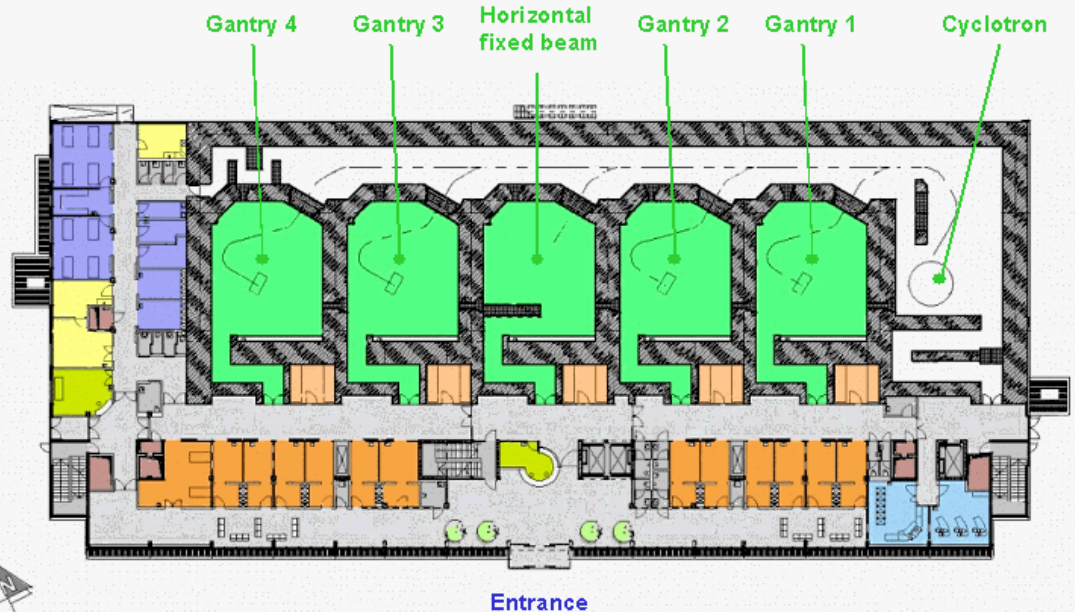 Gantry 4
Gantry 3
Horizontal
fixed beam
Gantry 2
Gantry 1
Cyclotron
N
Entrance